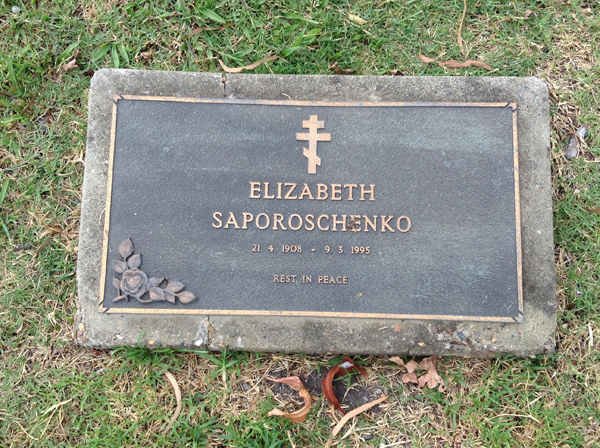 ELIZABETH
SAPOROSCHENKO
21. 4. 1908 - 9. 3. 1995
REST IN PEACE